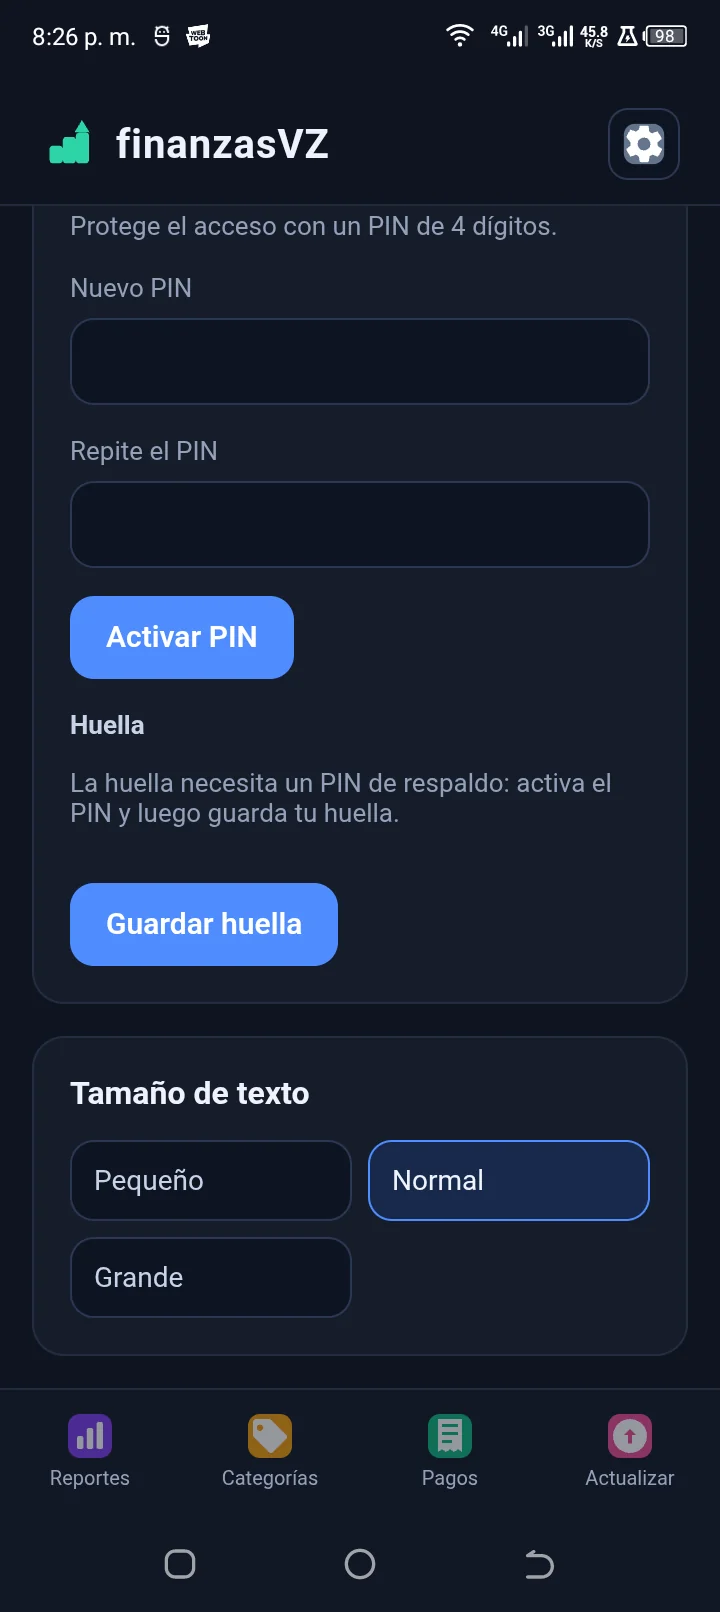 8:26 p. m.
WEB
TOON
4G
3G
45.8
K/S
98
finanzasVZ
Protege el acceso con un PIN de 4 dígitos.
Nuevo PIN
Repite el PIN
Activar PIN
Huella
La huella necesita un PIN de respaldo: activa el
PIN y luego guarda tu huella.
Guardar huella
Tamaño de texto
Pequeño
Normal
Grande
Reportes
Categorías
Pagos
Actualizar